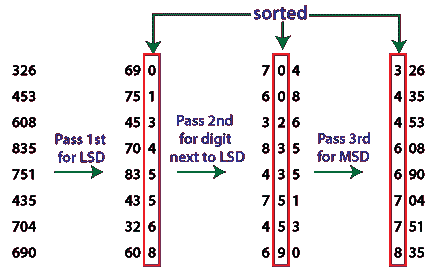 sorted
326 690 704 326
453 751 608 435
608 453 326 453
835 704 835 608
751 835 435 690
435 435 751 704
704 326 453 751
690 608 690 835
Pass 1st
for LSD
Pass 2nd
for digit
next to LSD
Pass 3rd
for MSD